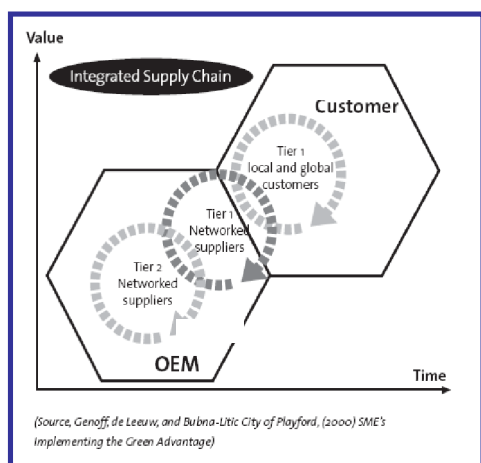 Value
Integrated Supply Chain
Customer
Tier 1
local and global
customers
Tier 1
Networked
suppliers
Tier 2
Networked
suppliers
OEM
Time
(Source, Genoff, de Leeuw, and Bubna-Litic City of Playford, (2000) SME's
Implementing the Green Advantage)